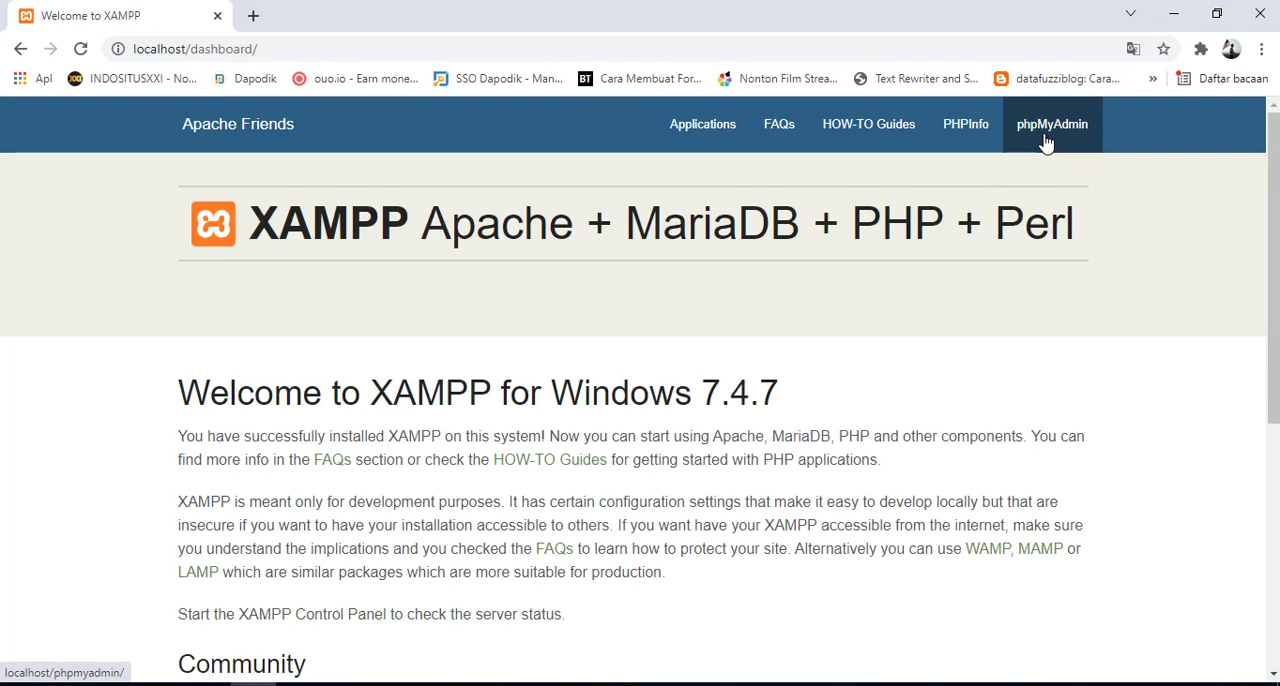 Welcome to XAMPP
localhost/dashboard/
Apl
INDOSITUSXXI - No...
Dapodik
ouo.io - Earn mone...
SSO Dapodik - Man...
BT
Cara Membuat For...
Nonton Film Strea...
Text Rewriter and S...
datafuzziblog: Cara...
»
Daftar bacaan
Apache Friends
Applications
FAQs
HOW-TO Guides
PHPInfo
phpMyAdmin
XAMPP Apache + MariaDB + PHP + Perl
Welcome to XAMPP for Windows 7.4.7
You have successfully installed XAMPP on this system! Now you can start using Apache, MariaDB, PHP and other components. You can
find more info in the FAQs section or check the HOW-TO Guides for getting started with PHP applications.
XAMPP is meant only for development purposes. It has certain configuration settings that make it easy to develop locally but that are
insecure if you want to have your installation accessible to others. If you want have your XAMPP accessible from the internet, make sure
you understand the implications and you checked the FAQs to learn how to protect your site. Alternatively you can use WAMP, MAMP or
LAMP which are similar packages which are more suitable for production.
Start the XAMPP Control Panel to check the server status.
Community
localhost/phpmyadmin/